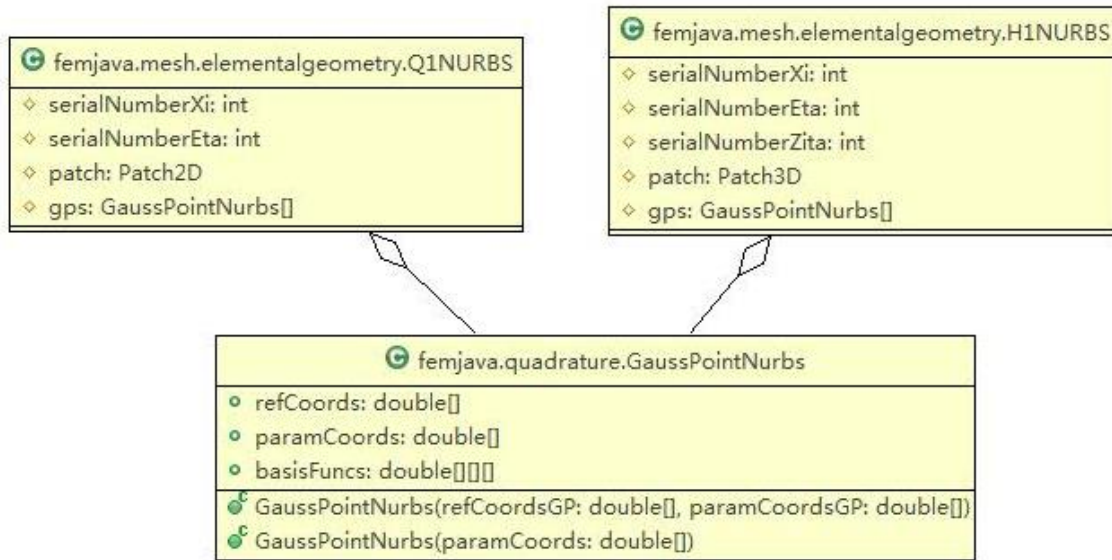 femjava.mesh.elementalgeometry.Q1NURBS
serialNumberXi: int
serialNumberEta: int
patch: Patch2D
gps: GaussPointNurbs[]
femjava.mesh.elementalgeometry.H1NURBS
serialNumberXi: int
serialNumberEta: int
serialNumberZita: int
patch: Patch3D
gps: GaussPointNurbs[]
femjava.quadrature.GaussPointNurbs
refCoords: double[]
paramCoords: double[]
basisFuncs: double[][][]
GaussPointNurbs(refCoordsGP: double[], paramCoordsGP: double[])
GaussPointNurbs(paramCoords: double[])